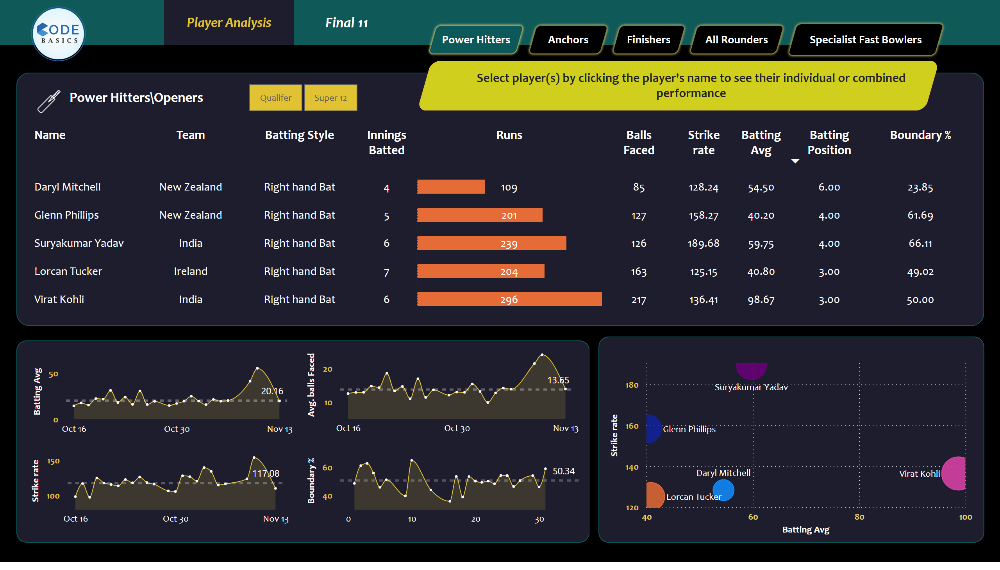 CODE
BASICS
Player Analysis
Final 11
Power Hitters
Anchors
Finishers
All Rounders
Specialist Fast Bowlers
Select player(s) by clicking the player's name to see their individual or combined
performance
Power Hitters\Openers
Qualifer
Super 12
Name Team Batting Style Innings Batted Runs Balls Faced Strike rate Batting Avg Batting Position Boundary %
Daryl Mitchell New Zealand Right hand Bat 4 109 85 128.24 54.50 6.00 23.85
Glenn Phillips New Zealand Right hand Bat 5 201 127 158.27 40.20 4.00 61.69
Suryakumar Yadav India Right hand Bat 6 239 126 189.68 59.75 4.00 66.11
Lorcan Tucker Ireland Right hand Bat 7 204 163 125.15 40.80 3.00 49.02
Virat Kohli India Right hand Bat 6 296 217 136.41 98.67 3.00 50.00
Batting Avg
50
0
20.16
Oct 16 Oct 30 Nov 13
Avg. balls Faced
20
10
13.65
Oct 16 Oct 30 Nov 13
Strike rate
150
100
117.08
Oct 16 Oct 30 Nov 13
Boundary %
60
40
50.34
0 10 20 30
Strike rate
180
160
140
120
Suryakumar Yadav
Glenn Phillips
Daryl Mitchell
Virat Kohli
Lorcan Tucker
40 60 80 100
Batting Avg